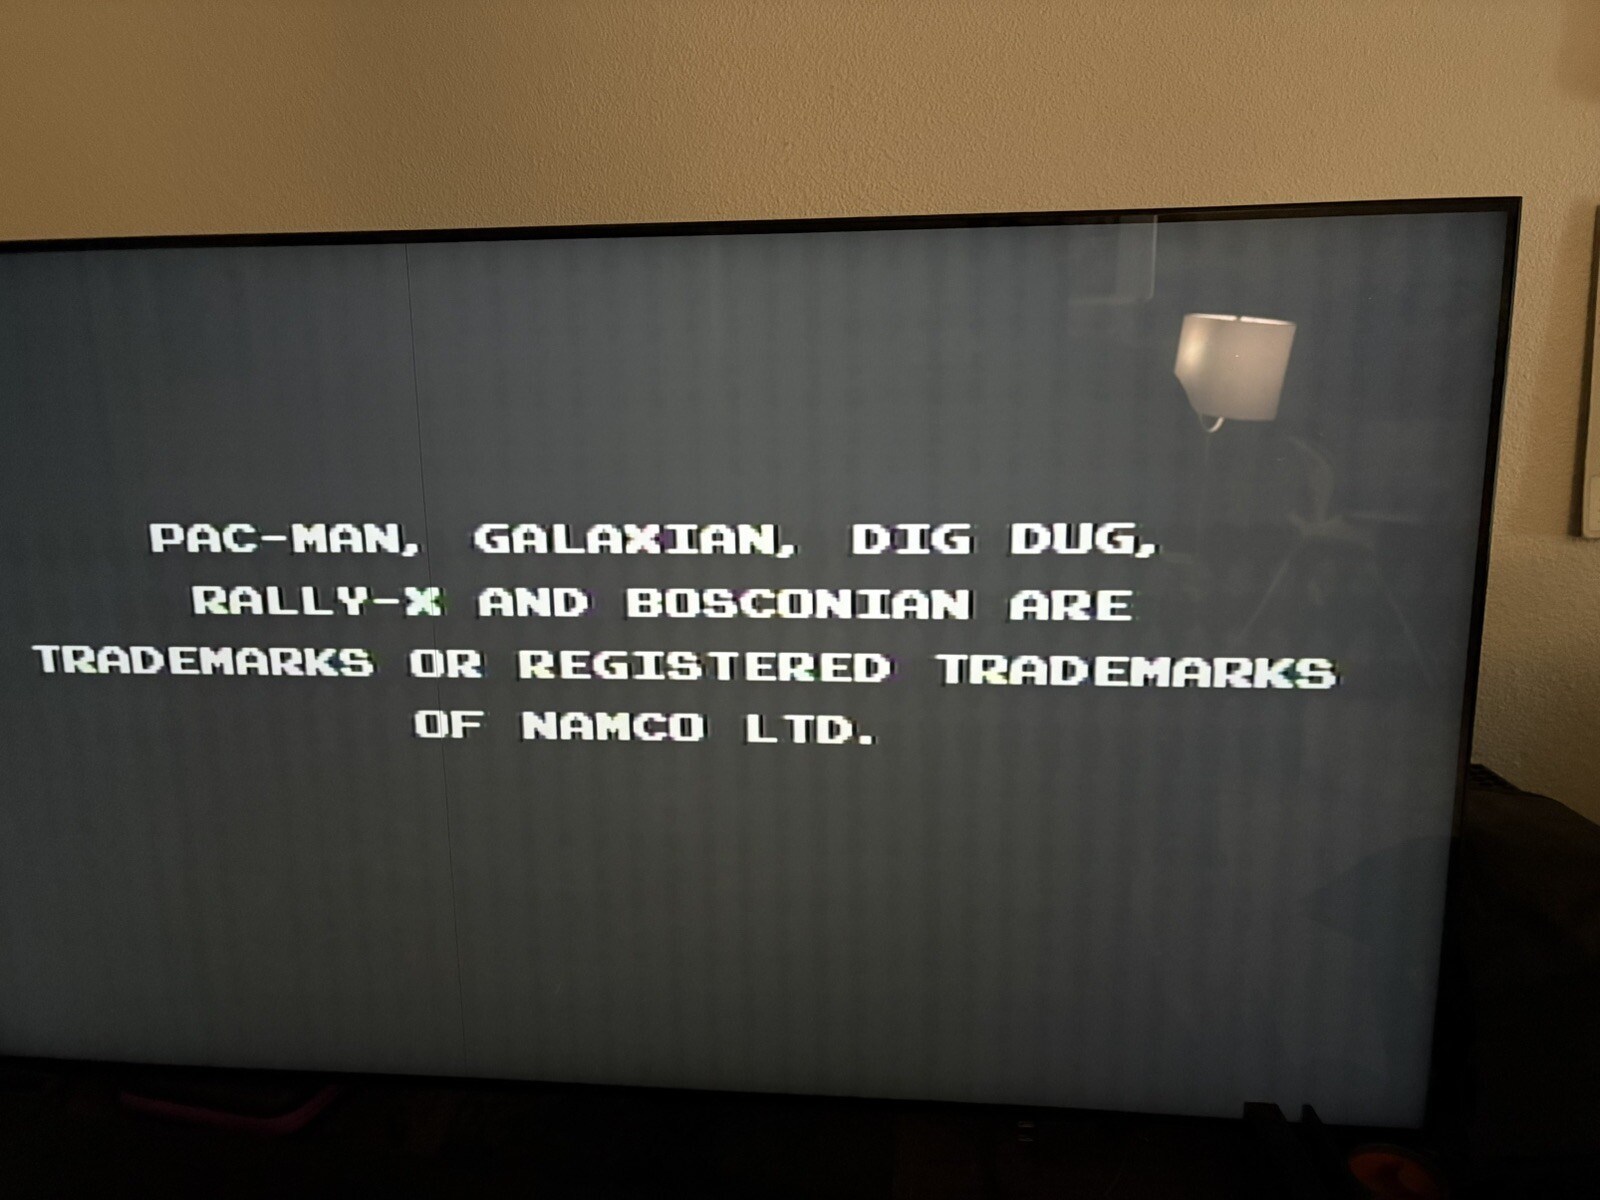 PAC-MAN, GALAXIAN, DIG DUG,
RALLY-X AND BOSCONIAN ARE
TRADEMARKS OR REGISTERED TRADEMARKS
OF NAMCO LTD.